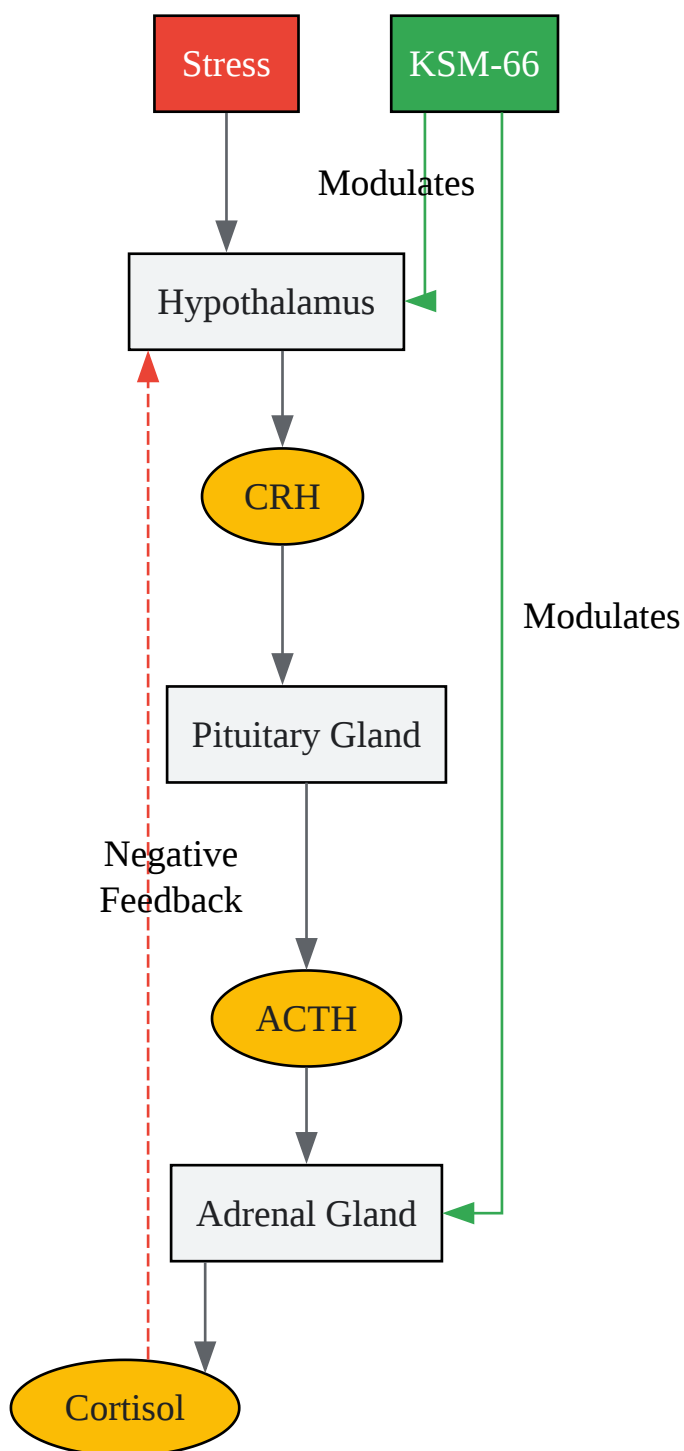 Stress
KSM-66
Modulates
Hypothalamus
CRH
Modulates
Pituitary Gland
Negative
Feedback
ACTH
Adrenal Gland
Cortisol